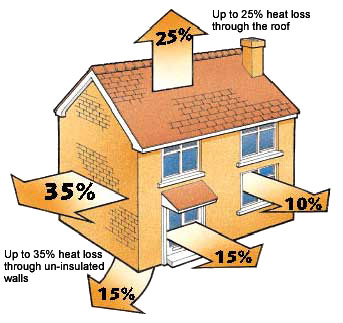 Up to 25% heat loss
through the roof
25%
35%
10%
15%
Up to 35% heat loss
through un-insulated
walls
15%